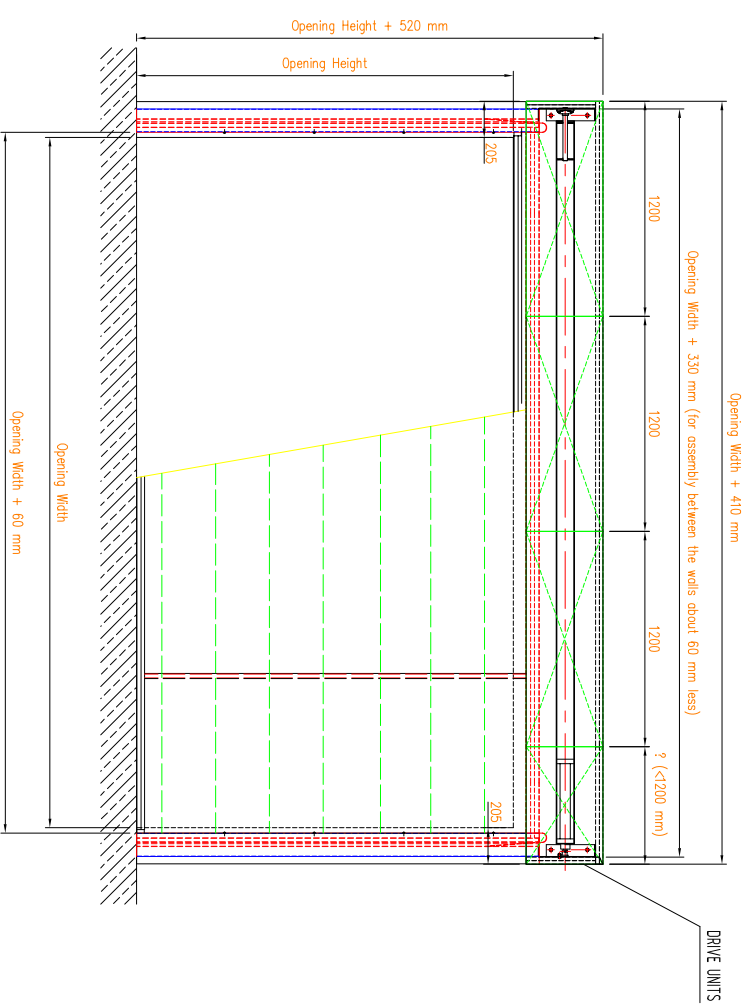 Opening Height + 520 mm
Opening Height
205
1200
Opening Width + 330 mm (for assembly between the walls about 60 mm less)
Opening Width + 410 mm
1200
Opening Width + 60 mm
Opening Width
1200
? (<1200 mm)
205
DRIVE UNITS